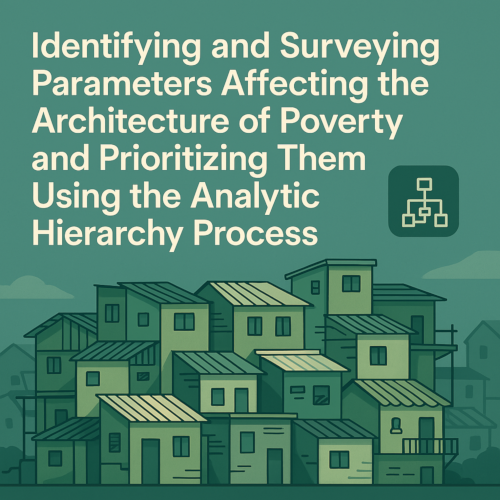 Identifying and Surveying
Parameters Affecting the
Architecture of Poverty
and Prioritizing Them
Using the Analytic
Hierarchy Process